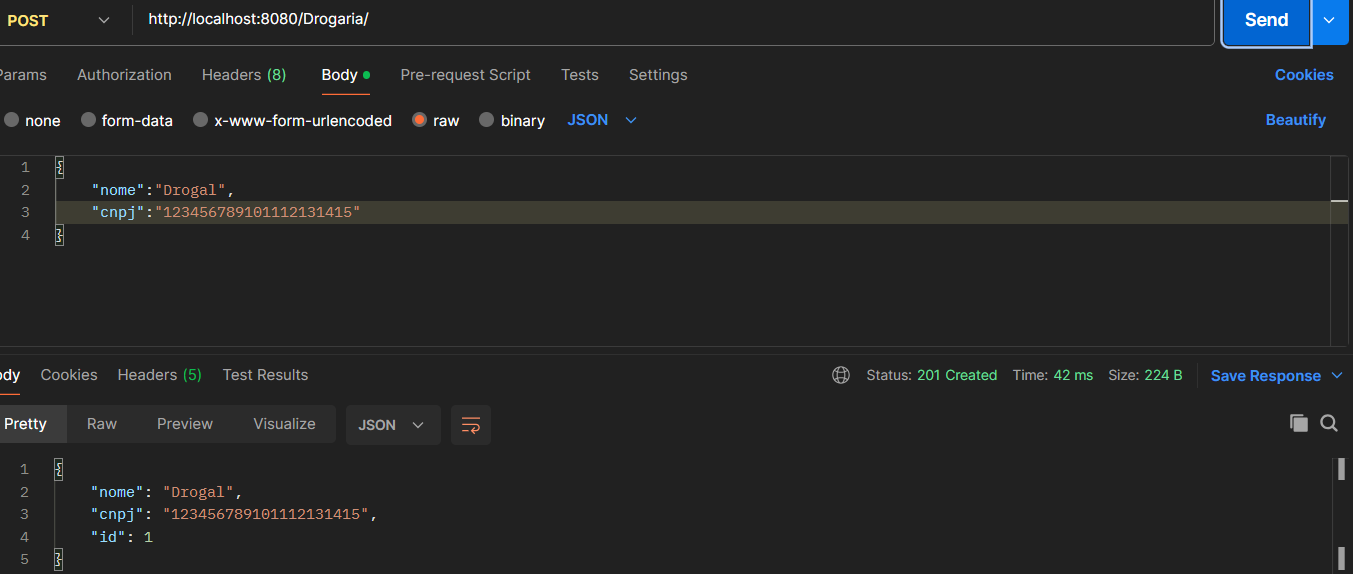 POST http://localhost:8080/Drogaria/ Send
Params Authorization Headers (8) Body Pre-request Script Tests Settings Cookies
none form-data x-www-form-urlencoded raw binary JSON Beautify
1 {
2 "nome":"Drogal",
3 "cnpj":"123456789101112131415"
4 }
Body Cookies Headers (5) Test Results Status: 201 Created Time: 42 ms Size: 224 B Save Response
Pretty Raw Preview Visualize JSON
1 {
2 "nome": "Drogal",
3 "cnpj": "123456789101112131415",
4 "id": 1
5 }